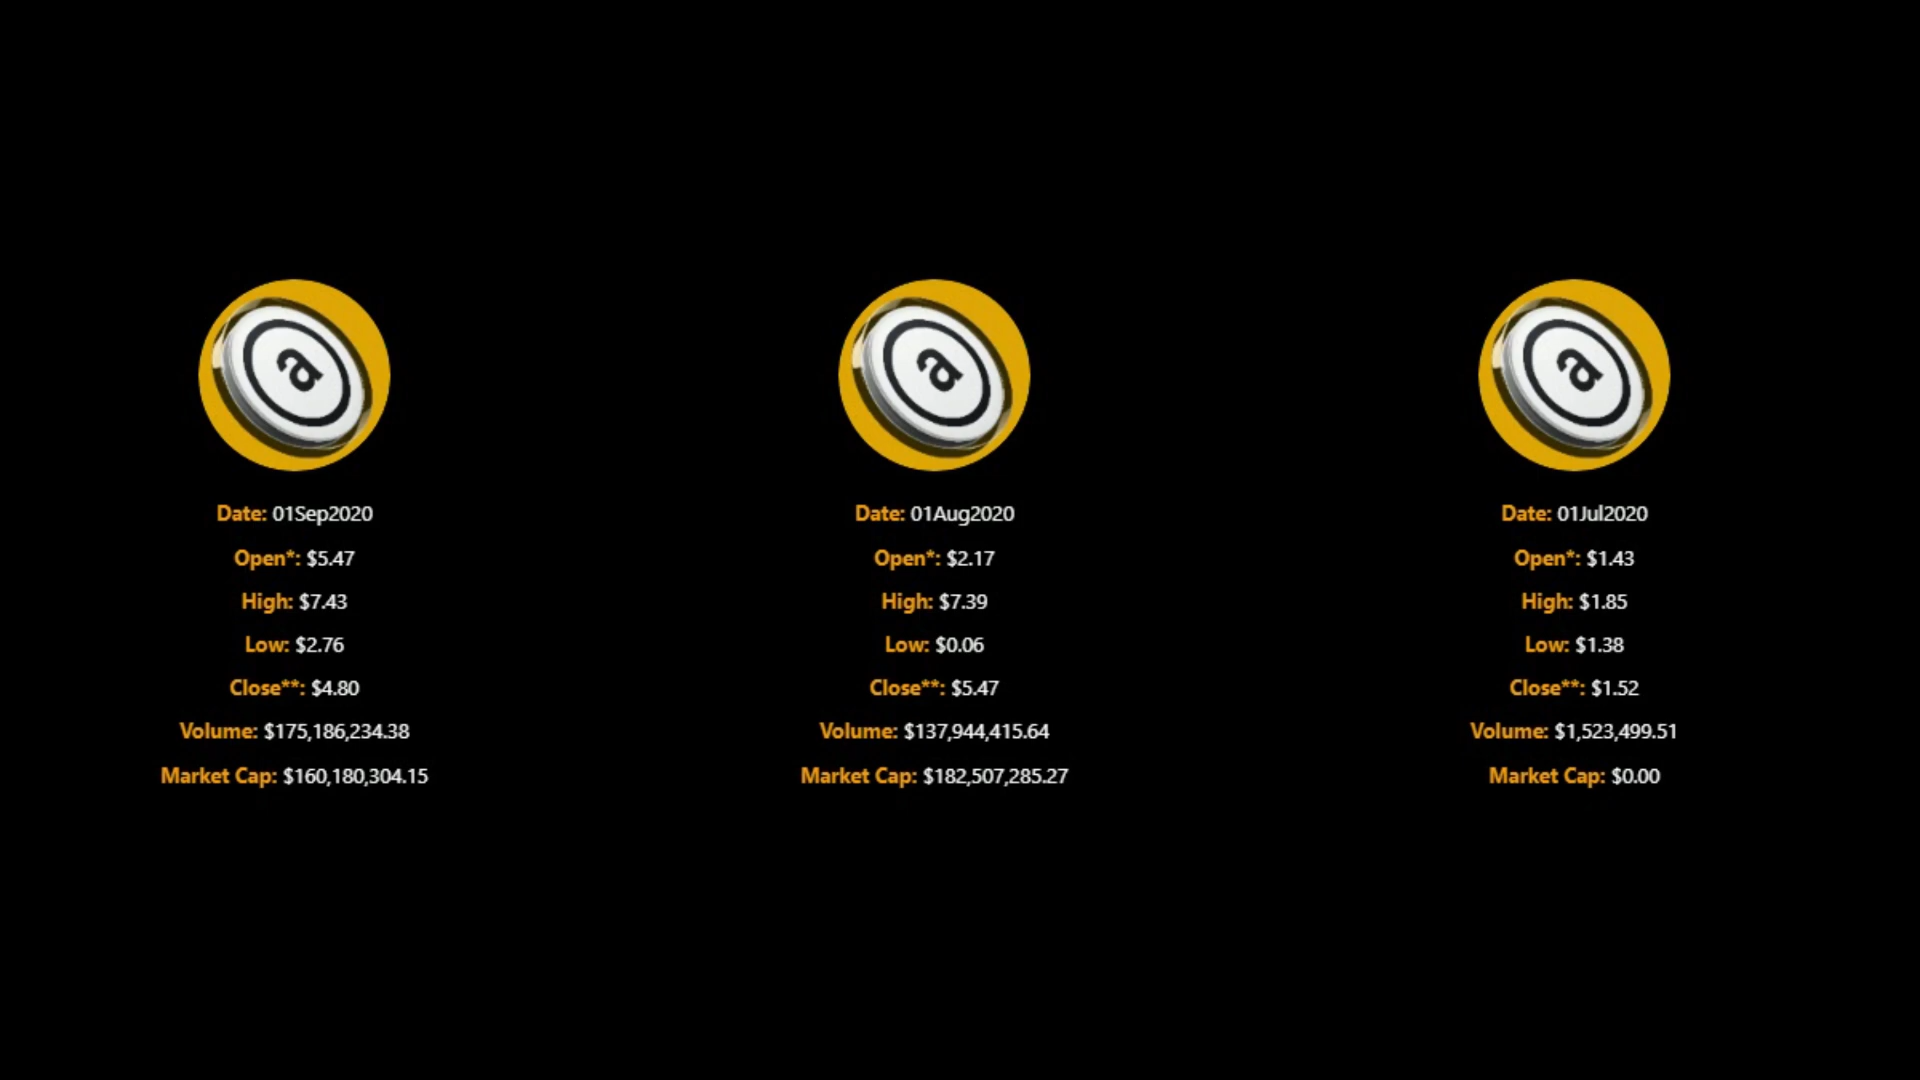 a
Date: 01Sep2020
Open*: $5.47
High: $7.43
Low: $2.76
Close**: $4.80
Volume: $175,186,234.38
Market Cap: $160,180,304.15
a
Date: 01Aug2020
Open*: $2.17
High: $7.39
Low: $0.06
Close**: $5.47
Volume: $137,944,415.64
Market Cap: $182,507,285.27
a
Date: 01Jul2020
Open*: $1.43
High: $1.85
Low: $1.38
Close**: $1.52
Volume: $1,523,499.51
Market Cap: $0.00